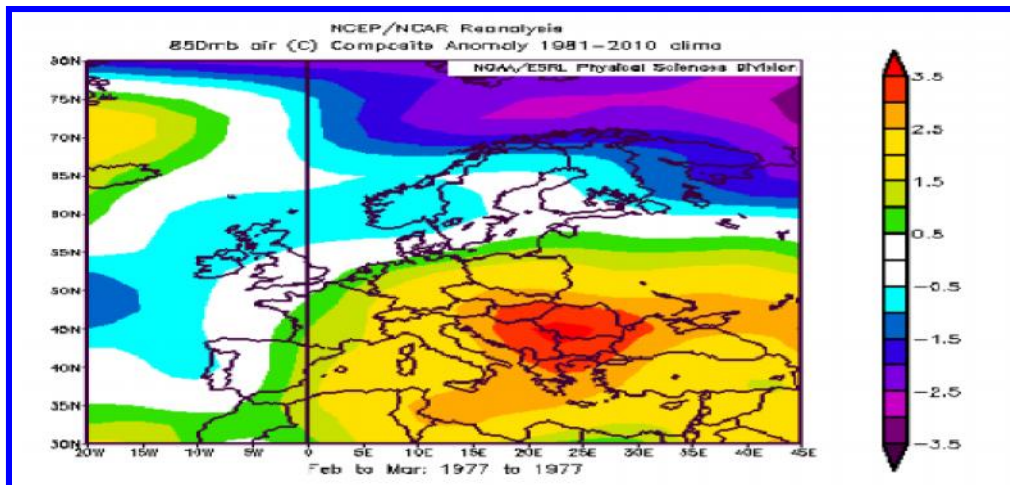 NCEP/NCAR Reanalysis
850mb air (C) Composite Anomaly 1981-2010 clima
NOAA/ESRL Physical Sciences Division
80N
75N
70N
65N
60N
55N
50N
45N
40N
35N
30N
20W 15W 10W 5W 0 5E 10E 15E 20E 25E 30E 35E 40E 45E
Feb to Mar: 1977 to 1977
3.5
2.5
1.5
0.5
-0.5
-1.5
-2.5
-3.5